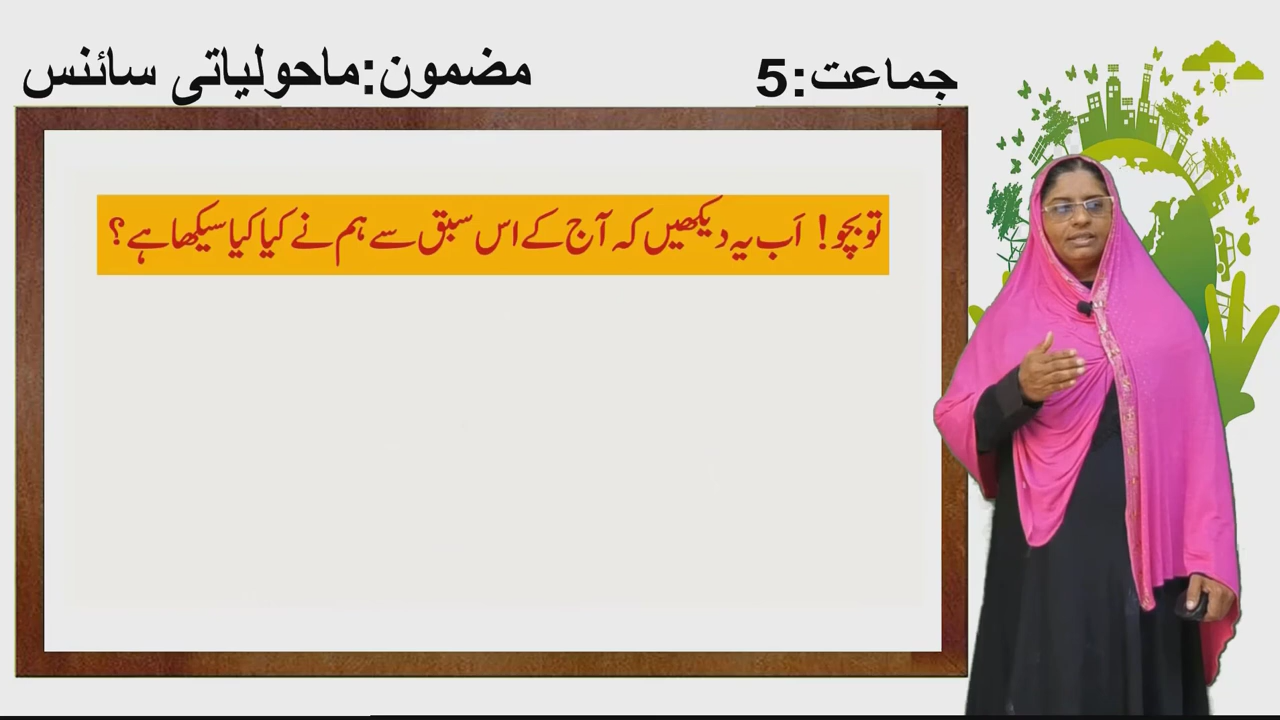 جماعت:5
مضمون:ماحولیاتی سائنس
تو بچو! اَب یہ دیکھیں کہ آج کے اس سبق سے ہم نے کیا کیا سیکھا ہے؟